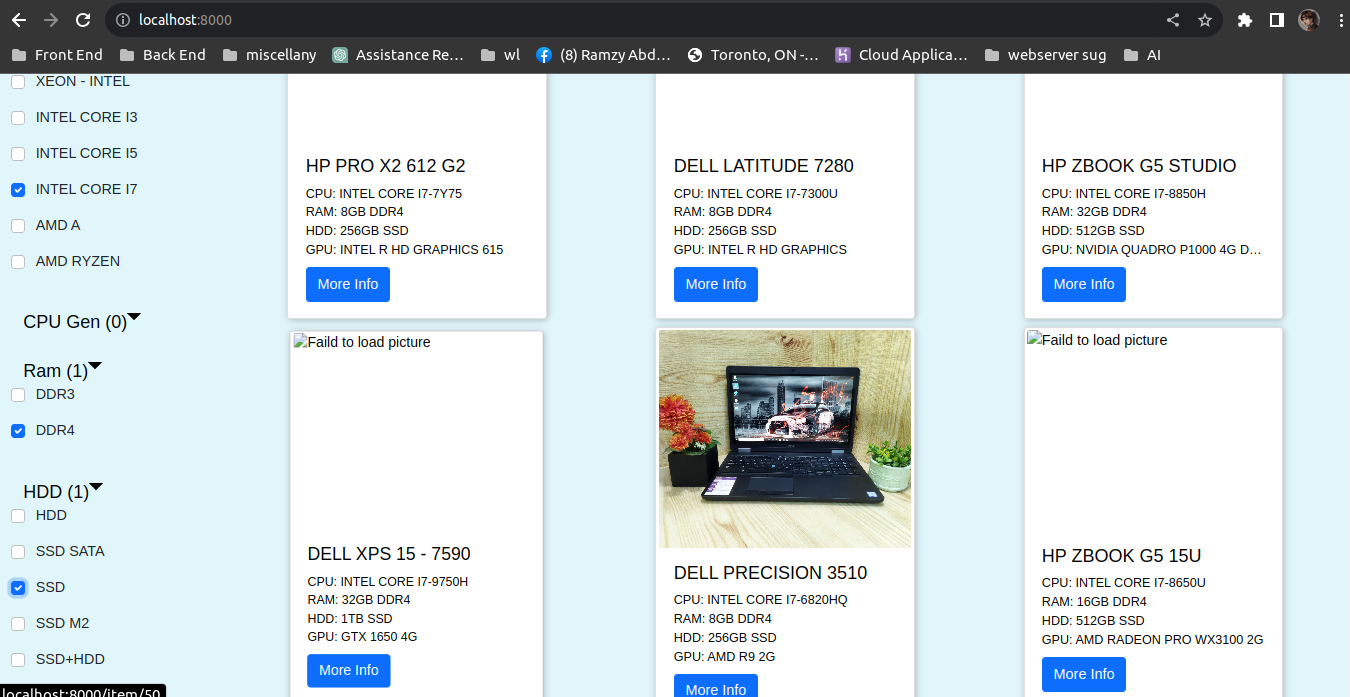 localhost:8000
Front End
Back End
miscellany
Assistance Re…
wl
(8) Ramzy Abd…
Toronto, ON -…
Cloud Applica…
webserver sug
AI
XEON - INTEL
INTEL CORE I3
INTEL CORE I5
INTEL CORE I7
AMD A
AMD RYZEN
CPU Gen (0)
Ram (1)
DDR3
DDR4
HDD (1)
HDD
SSD SATA
SSD
SSD M2
SSD+HDD
localhost:8000/item/50
HP PRO X2 612 G2
CPU: INTEL CORE I7-7Y75
RAM: 8GB DDR4
HDD: 256GB SSD
GPU: INTEL R HD GRAPHICS 615
More Info
DELL LATITUDE 7280
CPU: INTEL CORE I7-7300U
RAM: 8GB DDR4
HDD: 256GB SSD
GPU: INTEL R HD GRAPHICS
More Info
HP ZBOOK G5 STUDIO
CPU: INTEL CORE I7-8850H
RAM: 32GB DDR4
HDD: 512GB SSD
GPU: NVIDIA QUADRO P1000 4G D…
More Info
Faild to load picture
DELL XPS 15 - 7590
CPU: INTEL CORE I7-9750H
RAM: 32GB DDR4
HDD: 1TB SSD
GPU: GTX 1650 4G
More Info
DELL PRECISION 3510
CPU: INTEL CORE I7-6820HQ
RAM: 8GB DDR4
HDD: 256GB SSD
GPU: AMD R9 2G
More Info
Faild to load picture
HP ZBOOK G5 15U
CPU: INTEL CORE I7-8650U
RAM: 16GB DDR4
HDD: 512GB SSD
GPU: AMD RADEON PRO WX3100 2G
More Info